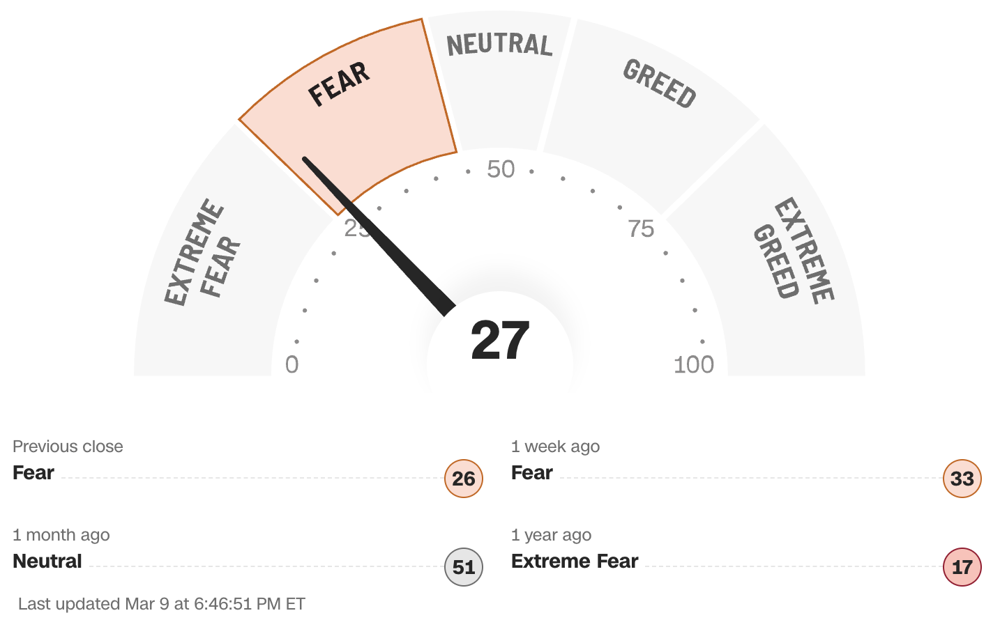 NEUTRAL
FEAR
GREED
EXTREME
FEAR
EXTREME
GREED
50
25
75
0
100
27
Previous close
Fear
26
1 week ago
Fear
33
1 month ago
Neutral
51
1 year ago
Extreme Fear
17
Last updated Mar 9 at 6:46:51 PM ET